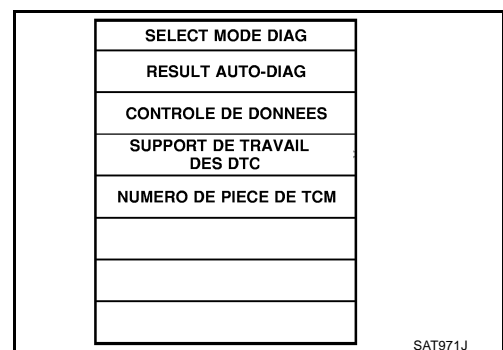 SELECT MODE DIAG
RESULT AUTO-DIAG
CONTROLE DE DONNEES
SUPPORT DE TRAVAIL
DES DTC
NUMERO DE PIECE DE TCM
SAT971J